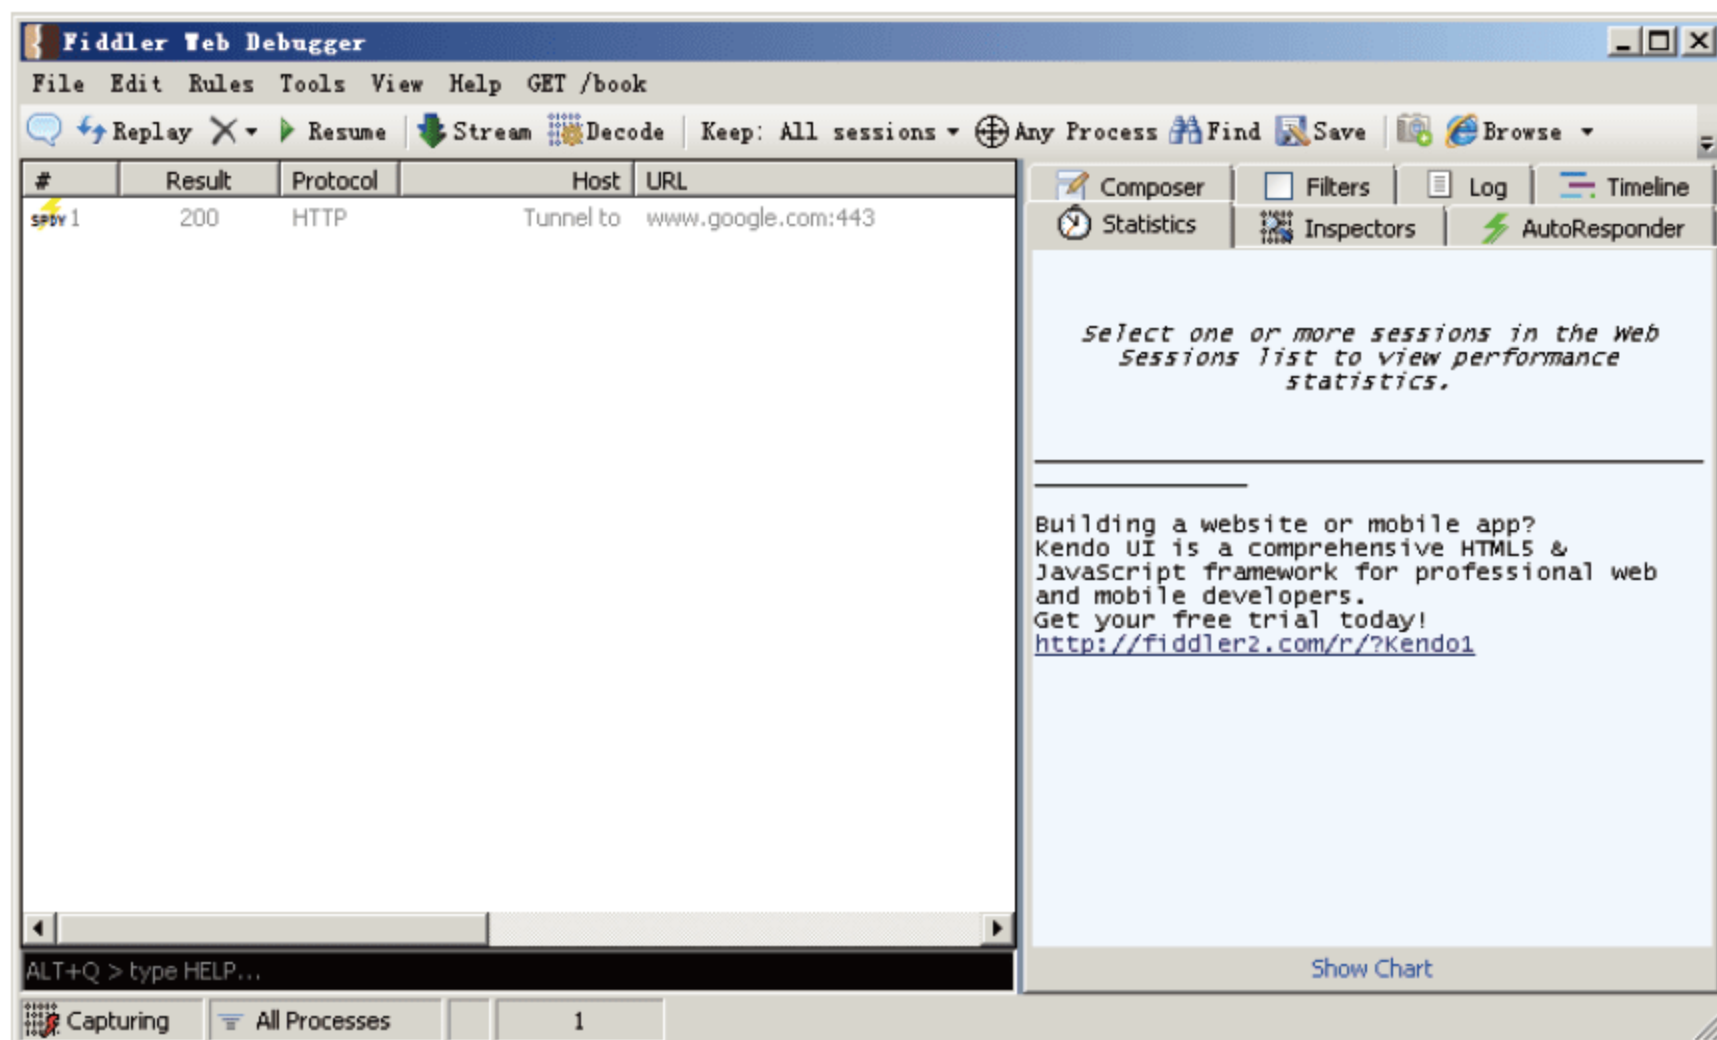 Fiddler Web Debugger
File Edit Rules Tools View Help GET /book
Replay Resume Stream Decode Keep: All sessions Any Process Find Save Browse
# Result Protocol Host URL
SPDY 1 200 HTTP Tunnel to www.google.com:443
Composer Filters Log Timeline
Statistics Inspectors AutoResponder
Select one or more sessions in the Web
Sessions list to view performance
statistics.
Building a website or mobile app?
Kendo UI is a comprehensive HTML5 &
JavaScript framework for professional web
and mobile developers.
Get your free trial today!
http://fiddler2.com/r/?Kendo1
Show Chart
ALT+Q > type HELP...
Capturing All Processes 1